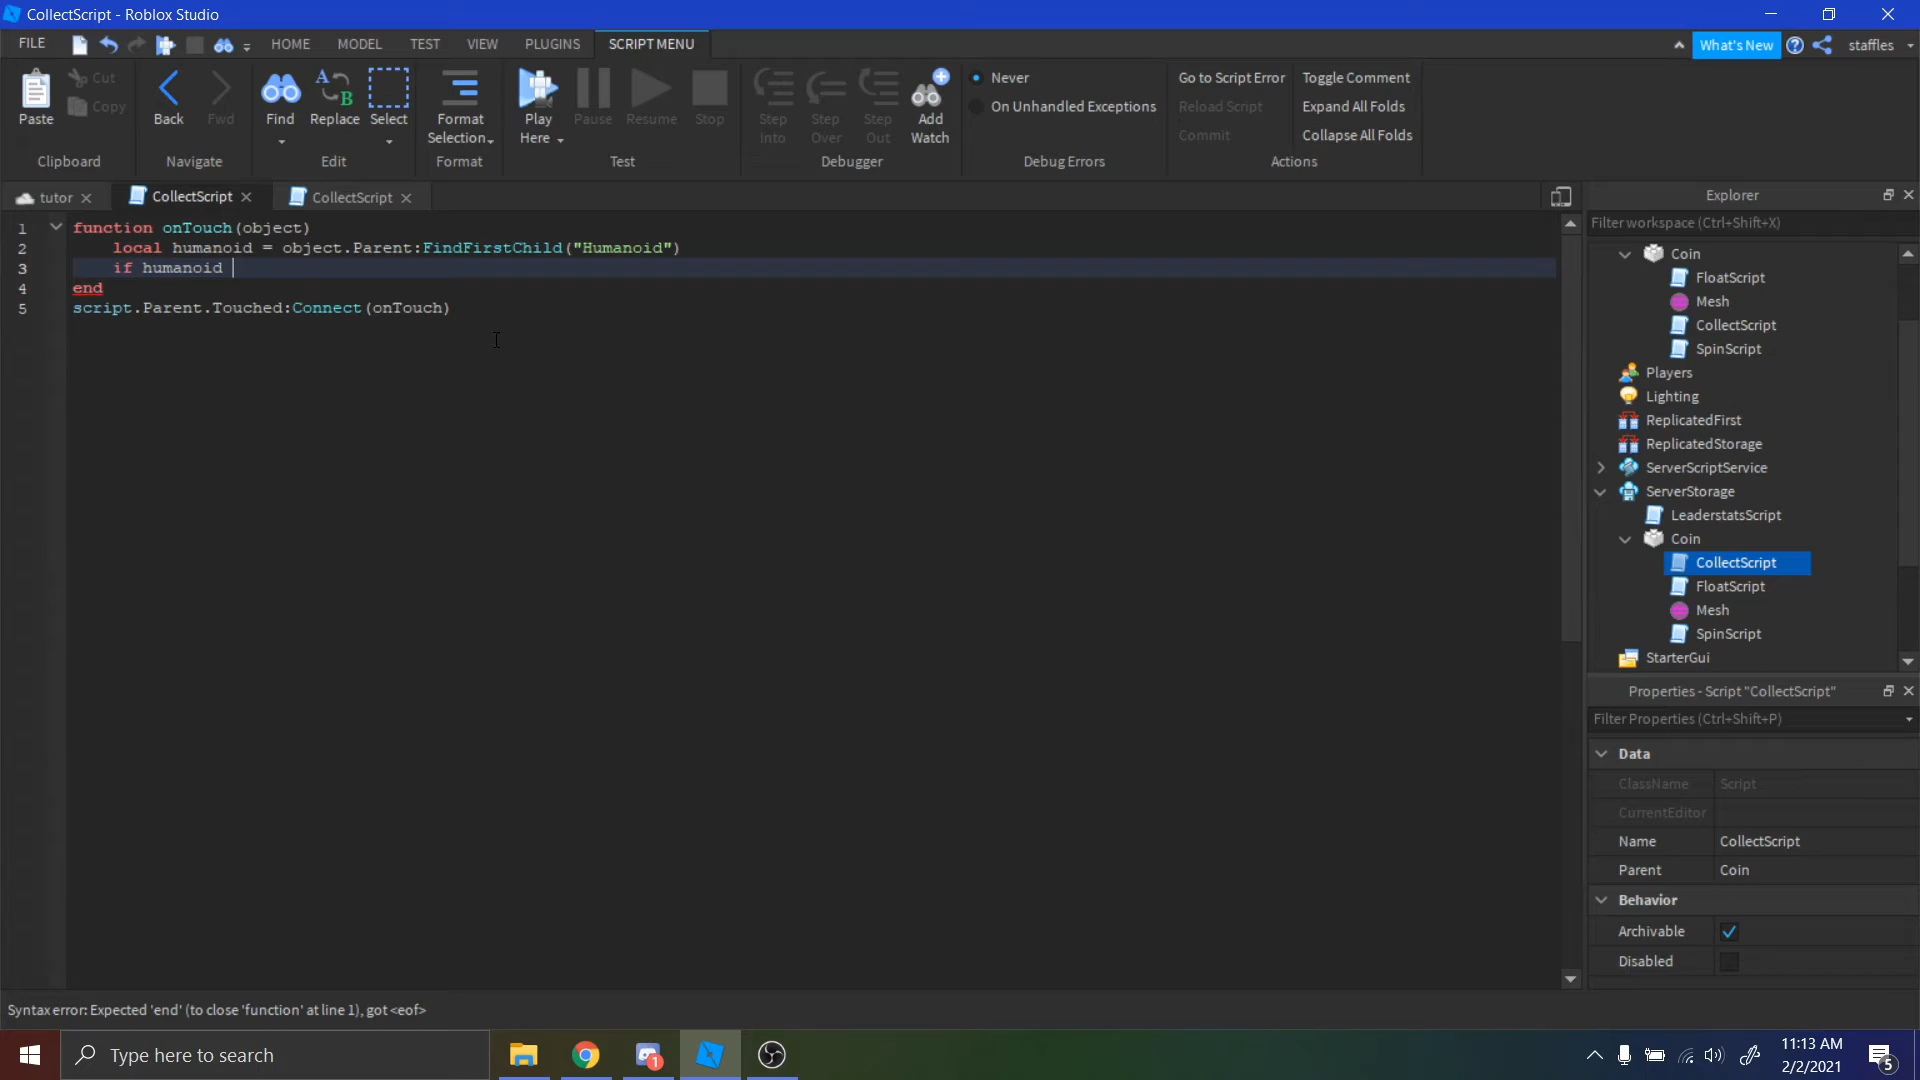 CollectScript - Roblox Studio
FILE HOME MODEL TEST VIEW PLUGINS SCRIPT MENU What's New staffles
Paste Cut Copy Back Fwd Find Replace Select Format Selection Play Here Pause Resume Stop Step Into Step Over Step Out Add Watch
Never Go to Script Error Toggle Comment
On Unhandled Exceptions Reload Script Expand All Folds
Commit Collapse All Folds
Clipboard Navigate Edit Format Test Debugger Debug Errors Actions
tutor CollectScript CollectScript
1 function onTouch(object)
2 local humanoid = object.Parent:FindFirstChild("Humanoid")
3 if humanoid
4 end
5 script.Parent.Touched:Connect(onTouch)
Explorer
Filter workspace (Ctrl+Shift+X)
Coin
FloatScript
Mesh
CollectScript
SpinScript
Players
Lighting
ReplicatedFirst
ReplicatedStorage
ServerScriptService
ServerStorage
LeaderstatsScript
Coin
CollectScript
FloatScript
Mesh
SpinScript
StarterGui
Properties - Script "CollectScript"
Filter Properties (Ctrl+Shift+P)
Data
ClassName Script
CurrentEditor
Name CollectScript
Parent Coin
Behavior
Archivable
Disabled
Syntax error: Expected 'end' (to close 'function' at line 1), got <eof>
Type here to search
1
11:13 AM
2/2/2021
5